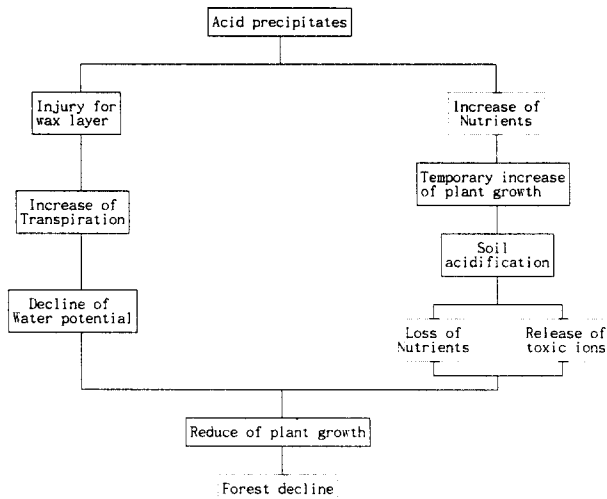 Acid precipitates
Injury for
wax layer
Increase of
Nutrients
Increase of
Transpiration
Temporary increase
of plant growth
Soil
acidification
Decline of
Water potential
Loss of
Nutrients
Release of
toxic ions
Reduce of plant growth
Forest decline